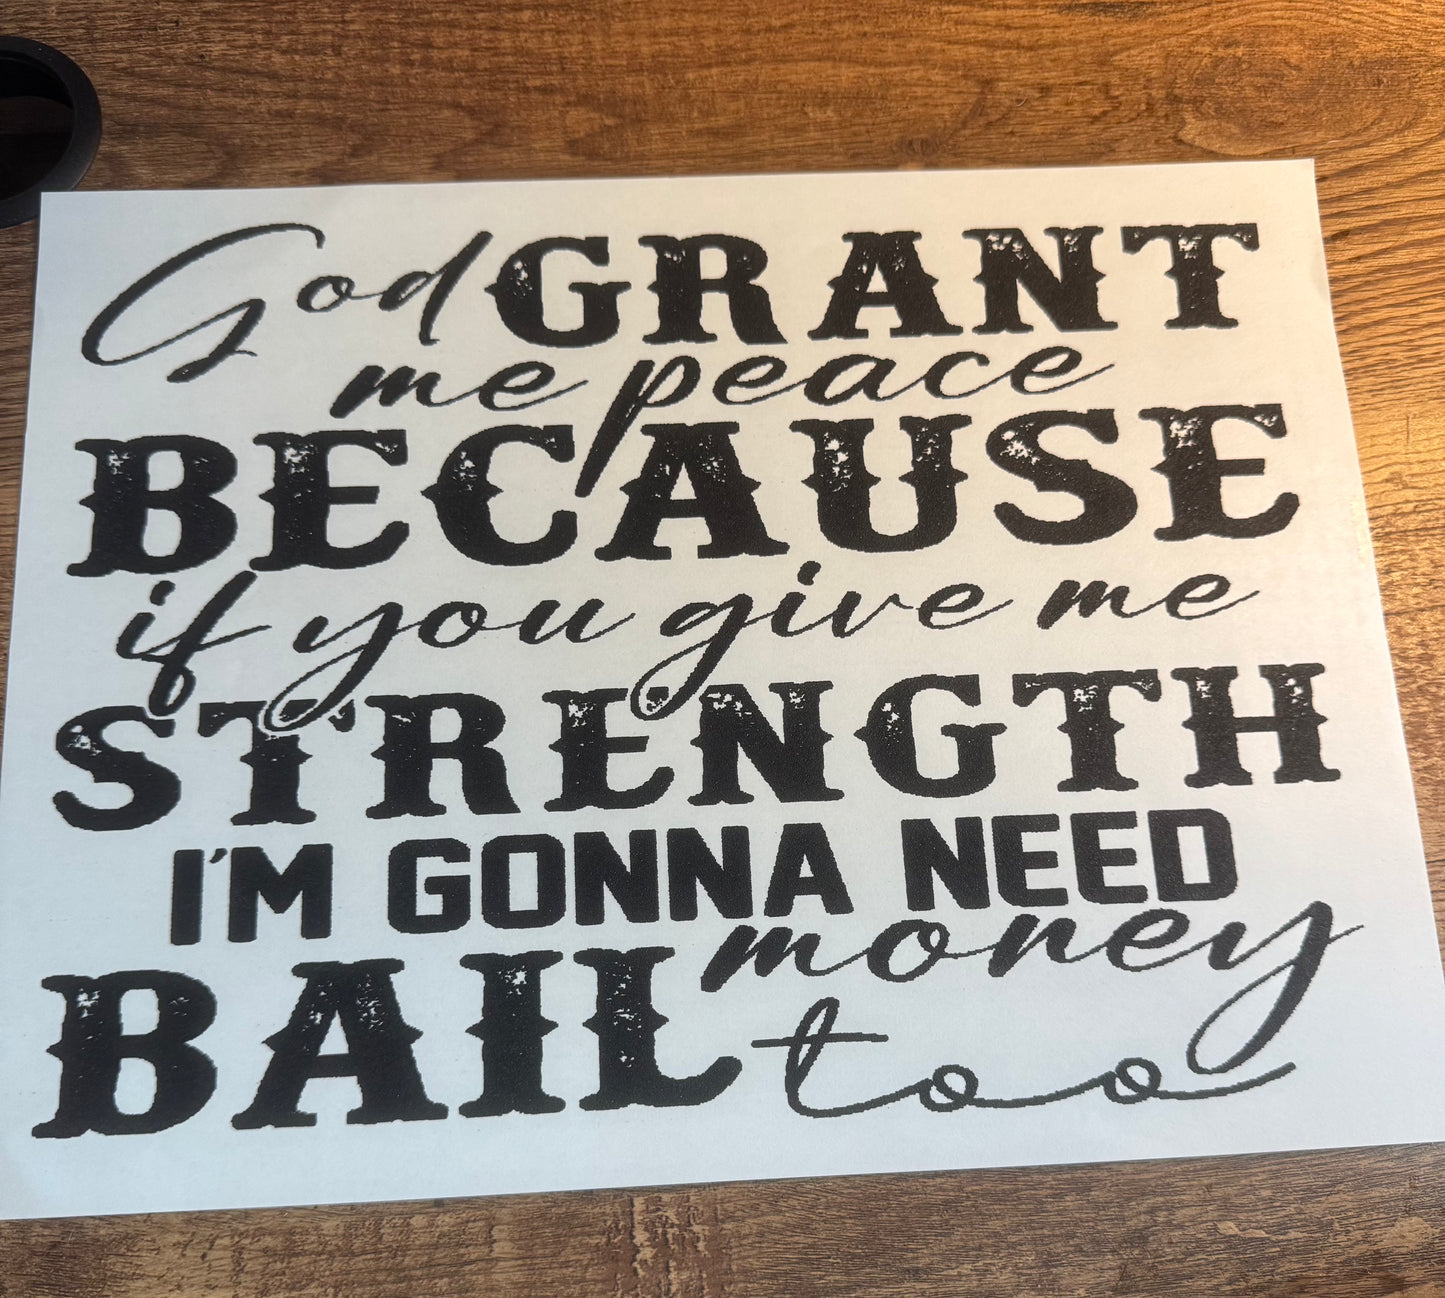 God GRANT
me peace
BECAUSE
if you give me
STRENGTH
I'M GONNA NEED
BAIL money
too